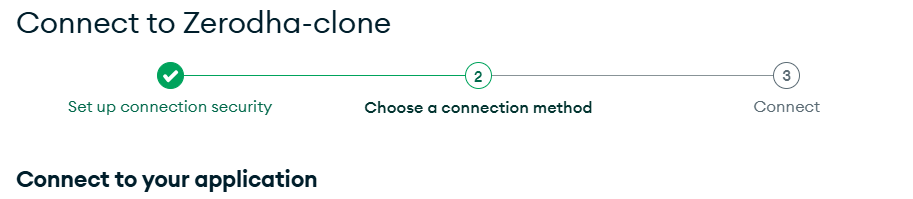 Connect to Zerodha-clone
2
3
Set up connection security
Choose a connection method
Connect
Connect to your application